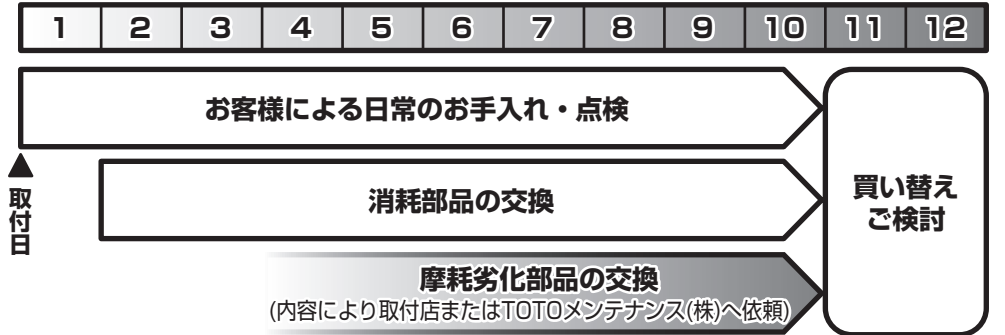 1 2 3 4 5 6 7 8 9 10 11 12
お客様による日常のお手入れ・点検
取付日
消耗部品の交換
摩耗劣化部品の交換
(内容により取付店またはTOTOメンテナンス(株)へ依頼)
買い替え
ご検討